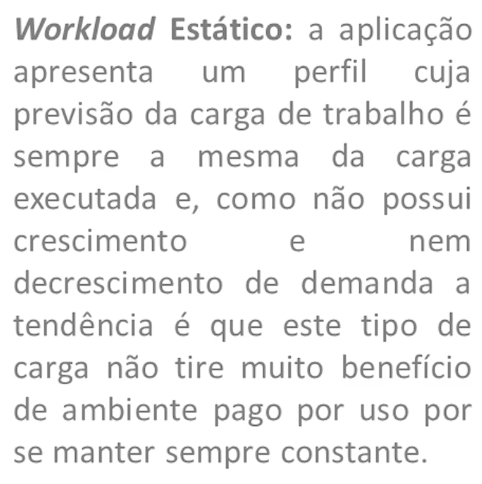 Workload Estático: a aplicação
apresenta um perfil cuja
previsão da carga de trabalho é
sempre a mesma da carga
executada e, como não possui
crescimento e nem
decrescimento de demanda a
tendência é que este tipo de
carga não tire muito benefício
de ambiente pago por uso por
se manter sempre constante.